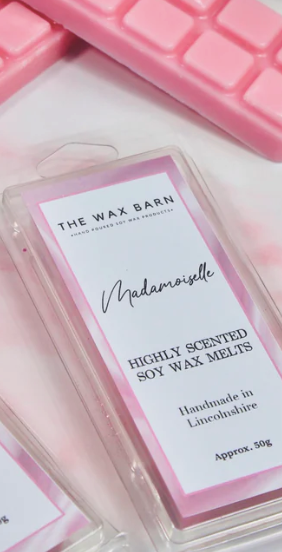 THE WAX BARN
HAND POURED SOY WAX PRODUCTS
Madamoiselle
HIGHLY SCENTED
SOY WAX MELTS
Handmade in
Lincolnshire
Approx. 50g